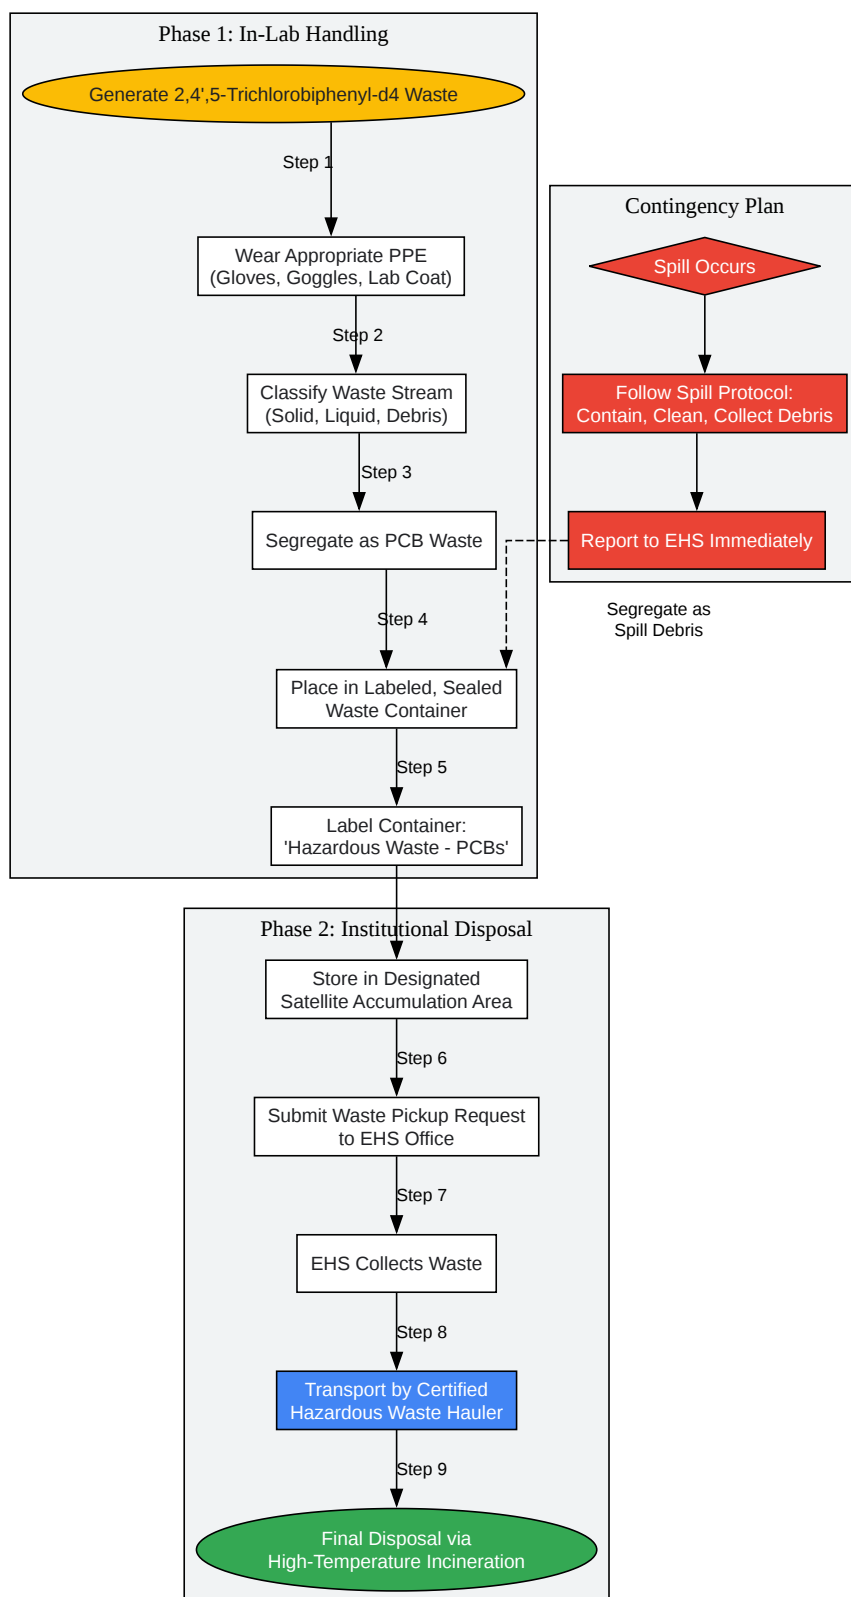 Phase 1: In-Lab Handling
Generate 2,4',5-Trichlorobiphenyl-d4 Waste
Step 1
Wear Appropriate PPE
(Gloves, Goggles, Lab Coat)
Step 2
Classify Waste Stream
(Solid, Liquid, Debris)
Step 3
Segregate as PCB Waste
Step 4
Place in Labeled, Sealed
Waste Container
Step 5
Label Container:
'Hazardous Waste - PCBs'
Contingency Plan
Spill Occurs
Follow Spill Protocol:
Contain, Clean, Collect Debris
Report to EHS Immediately
Segregate as
Spill Debris
Phase 2: Institutional Disposal
Store in Designated
Satellite Accumulation Area
Step 6
Submit Waste Pickup Request
to EHS Office
Step 7
EHS Collects Waste
Step 8
Transport by Certified
Hazardous Waste Hauler
Step 9
Final Disposal via
High-Temperature Incineration